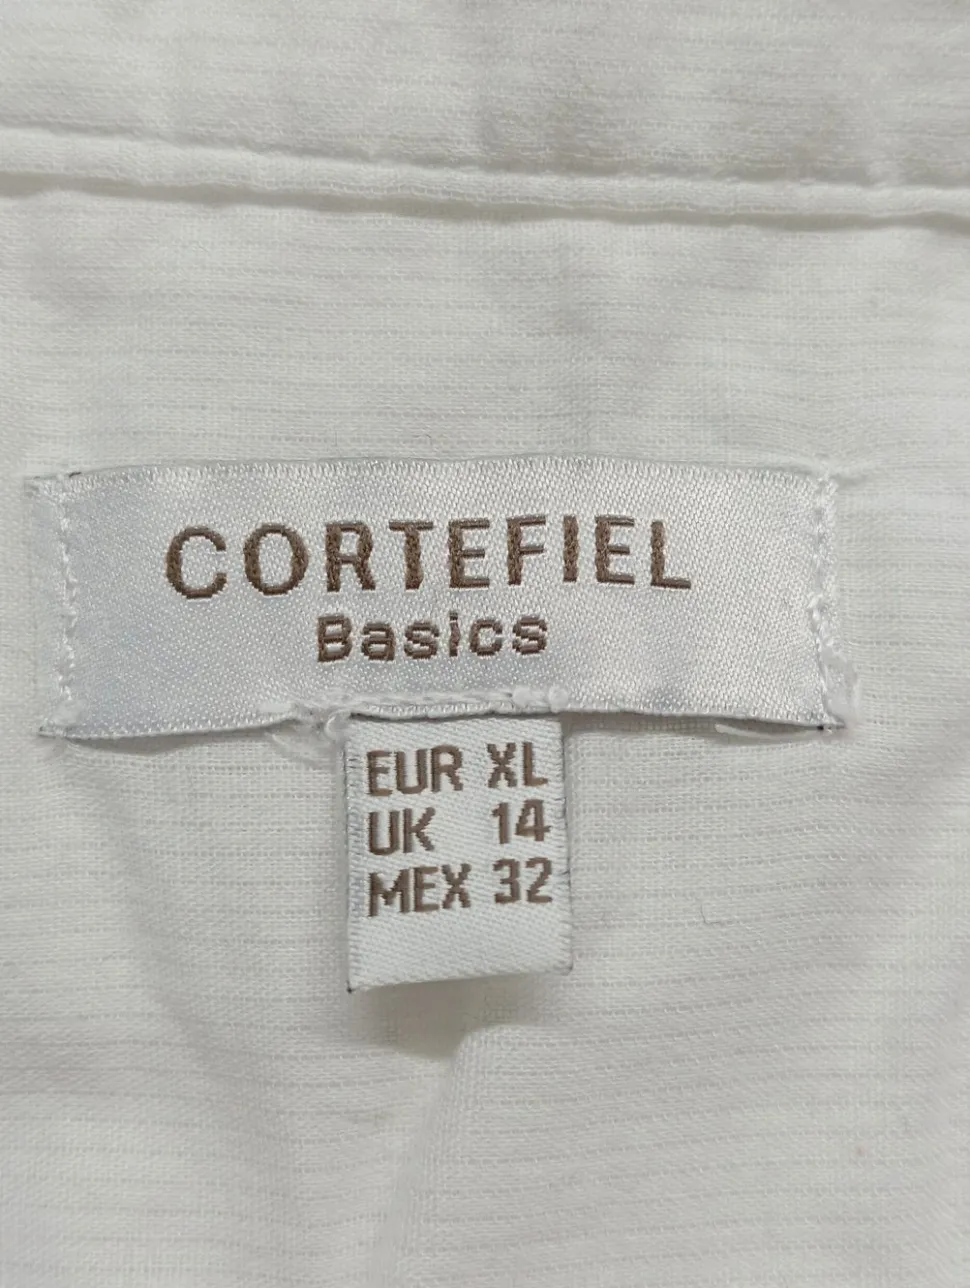 CORTEFIEL
Basics
EUR XL
UK 14
MEX 32